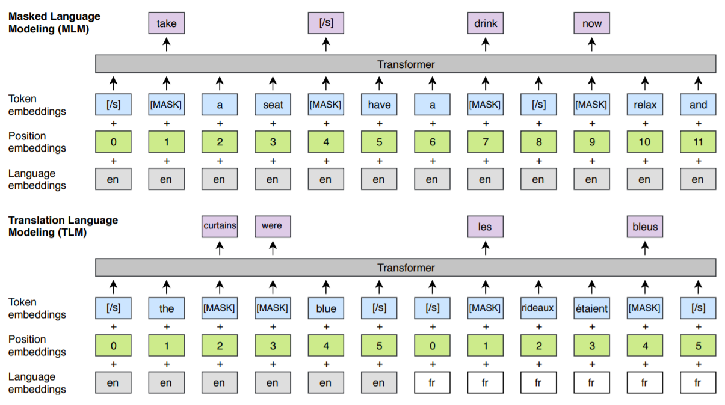 Masked Language
Modeling (MLM)
take [/s] drink now
Transformer
Token
embeddings
[/s] [MASK] a seat [MASK] have a [MASK] [/s] [MASK] relax and
+ + + + + + + + + + + +
Position
embeddings
0 1 2 3 4 5 6 7 8 9 10 11
+ + + + + + + + + + + +
Language
embeddings
en en en en en en en en en en en en
Translation Language
Modeling (TLM)
curtains were les bleus
Transformer
Token
embeddings
[/s] the [MASK] [MASK] blue [/s] [/s] [MASK] rideaux étaient [MASK] [/s]
+ + + + + + + + + + + +
Position
embeddings
0 1 2 3 4 5 0 1 2 3 4 5
+ + + + + + + + + + + +
Language
embeddings
en en en en en en fr fr fr fr fr fr